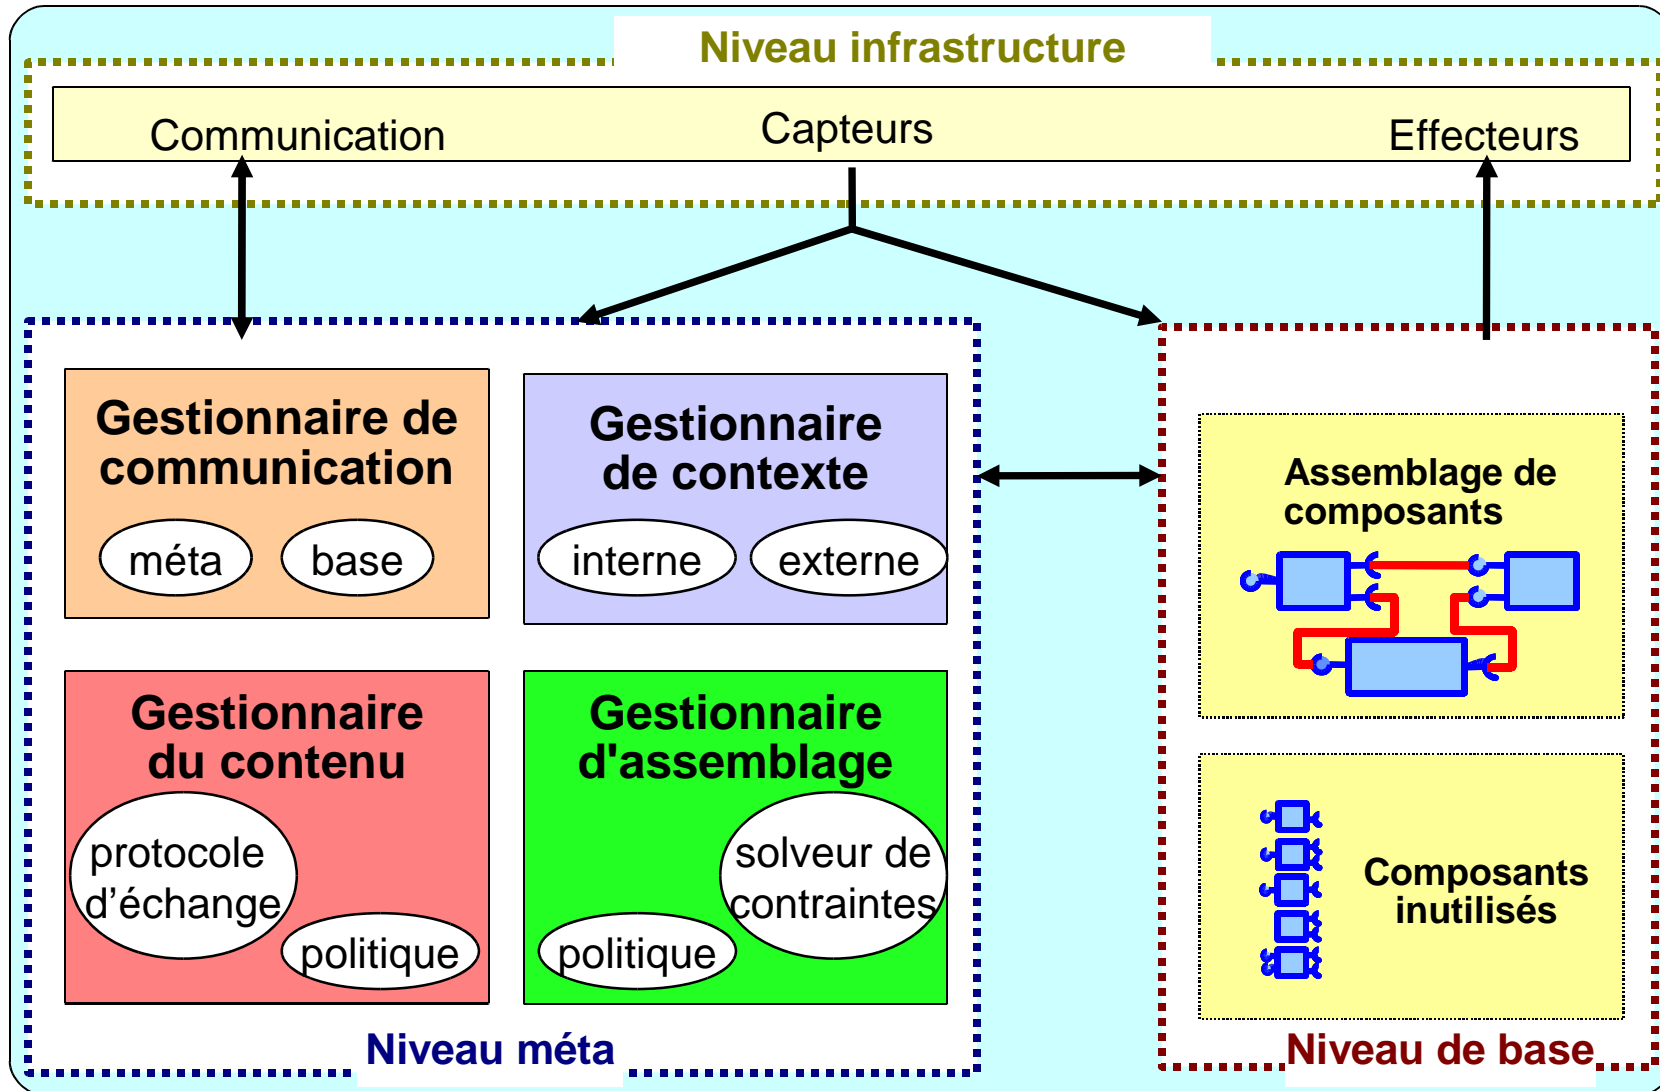 Niveau infrastructure
Communication
Capteurs
Effecteurs
Gestionnaire de
communication
méta
base
Gestionnaire
de contexte
interne
externe
Gestionnaire
du contenu
protocole
d’échange
politique
Gestionnaire
d'assemblage
solveur de
contraintes
politique
Niveau méta
Assemblage de
composants
Composants
inutilisés
Niveau de base